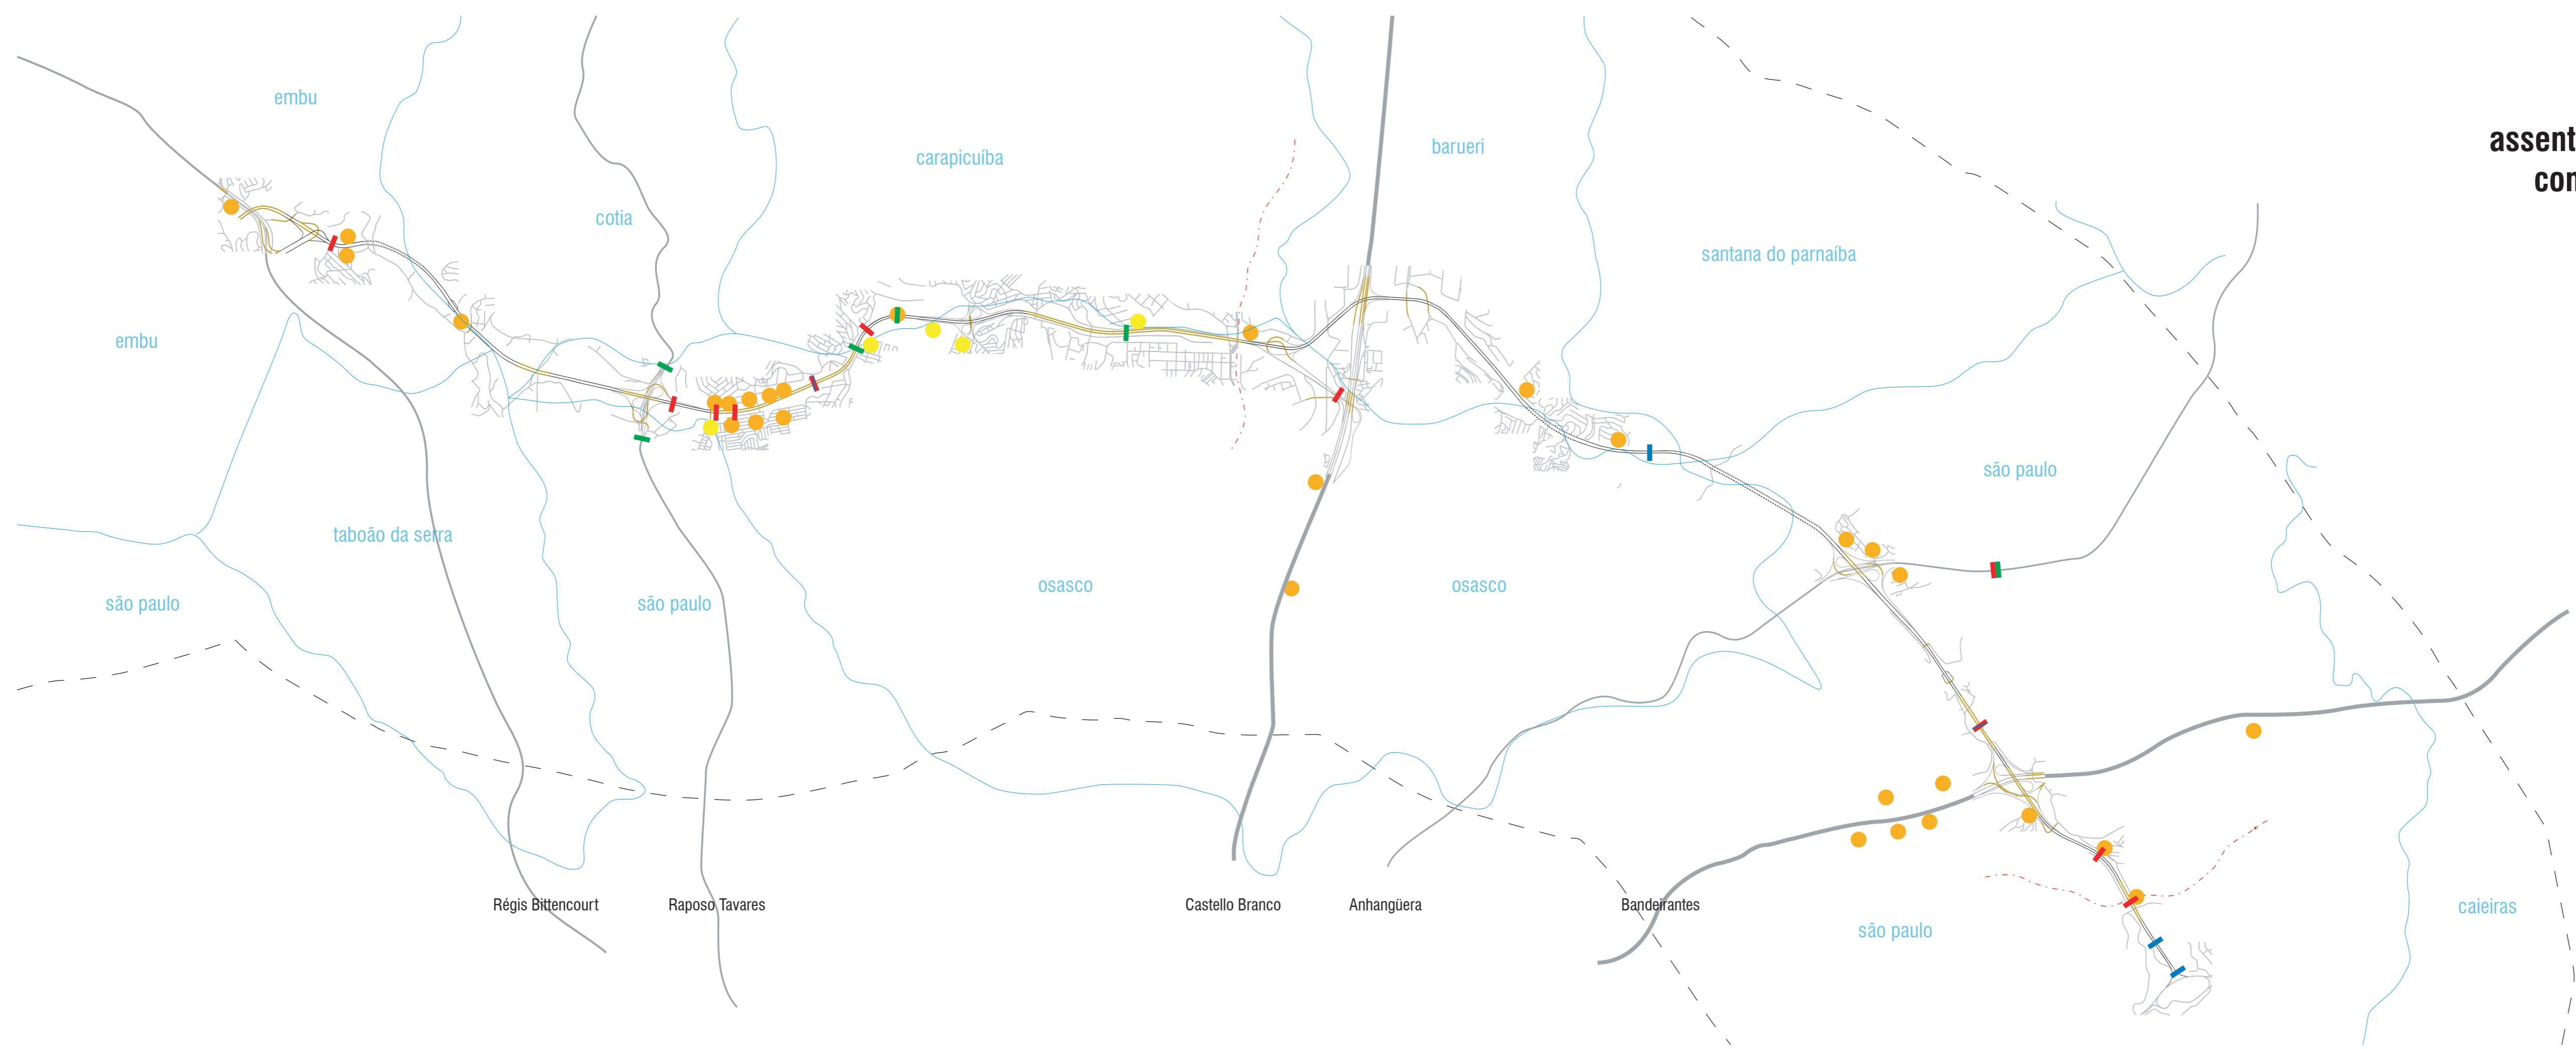 embu
barueri
carapicuíba
cotia
santana do parnaíba
embu
são paulo
taboão da serra
osasco
osasco
são paulo
são paulo
Régis Bittencourt
Raposo Tavares
Castello Branco
Anhangüera
Bandeirantes
caieiras
são paulo